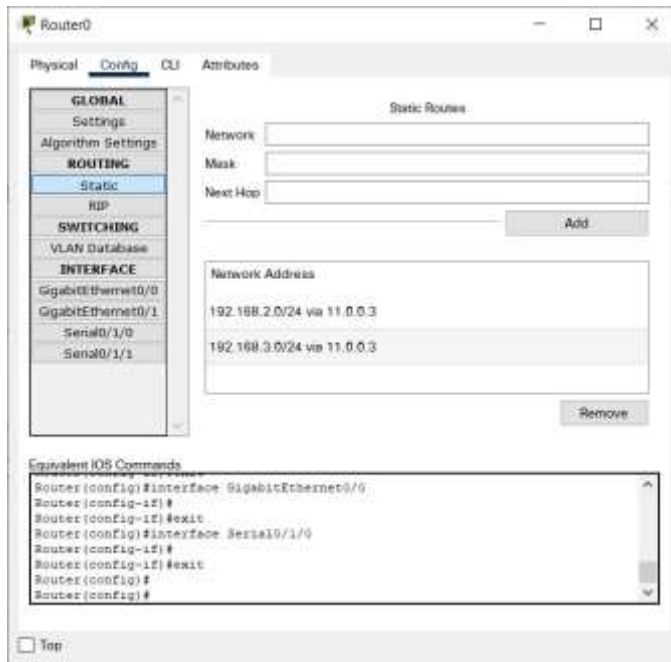 Router0
Physical Config CLI Attributes
GLOBAL
Settings
Algorithm Settings
ROUTING
Static
RIP
SWITCHING
VLAN Database
INTERFACE
GigabitEthernet0/0
GigabitEthernet0/1
Serial0/1/0
Serial0/1/1
Static Routes
Network
Mask
Next Hop
Add
Network Address
192.168.2.0/24 via 11.0.0.3
192.168.3.0/24 via 11.0.0.3
Remove
Equivalent IOS Commands
Router(config)#interface GigabitEthernet0/0
Router(config-if)#
Router(config-if)#exit
Router(config)#interface Serial0/1/0
Router(config-if)#
Router(config-if)#exit
Router(config)#
Router(config)#
Top